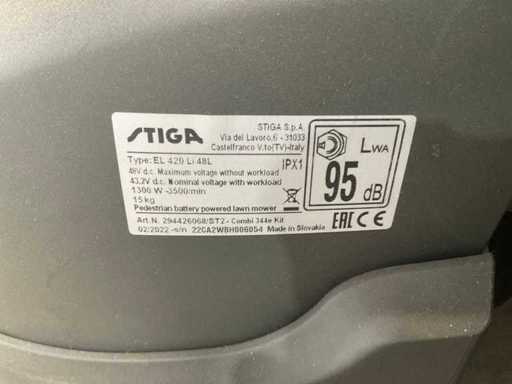 STIGA
STIGA S.p.A.
Via del Lavoro,6 - 31033
Castelfranco V.to(TV)-Italy
Type: EL 420 Li 48L
IPX1
48V d.c. Maximum voltage without workload
43,2V d.c. Nominal voltage with workload
1300 W -3500/min
15 kg
Pedestrian battery powered lawn mower
Art.N. 294426068/ST2 - Combi 344e Kit
02/2022 -s/n 22CA2WBH006054 Made in Slovakia
LWA
95 dB
EAC CE